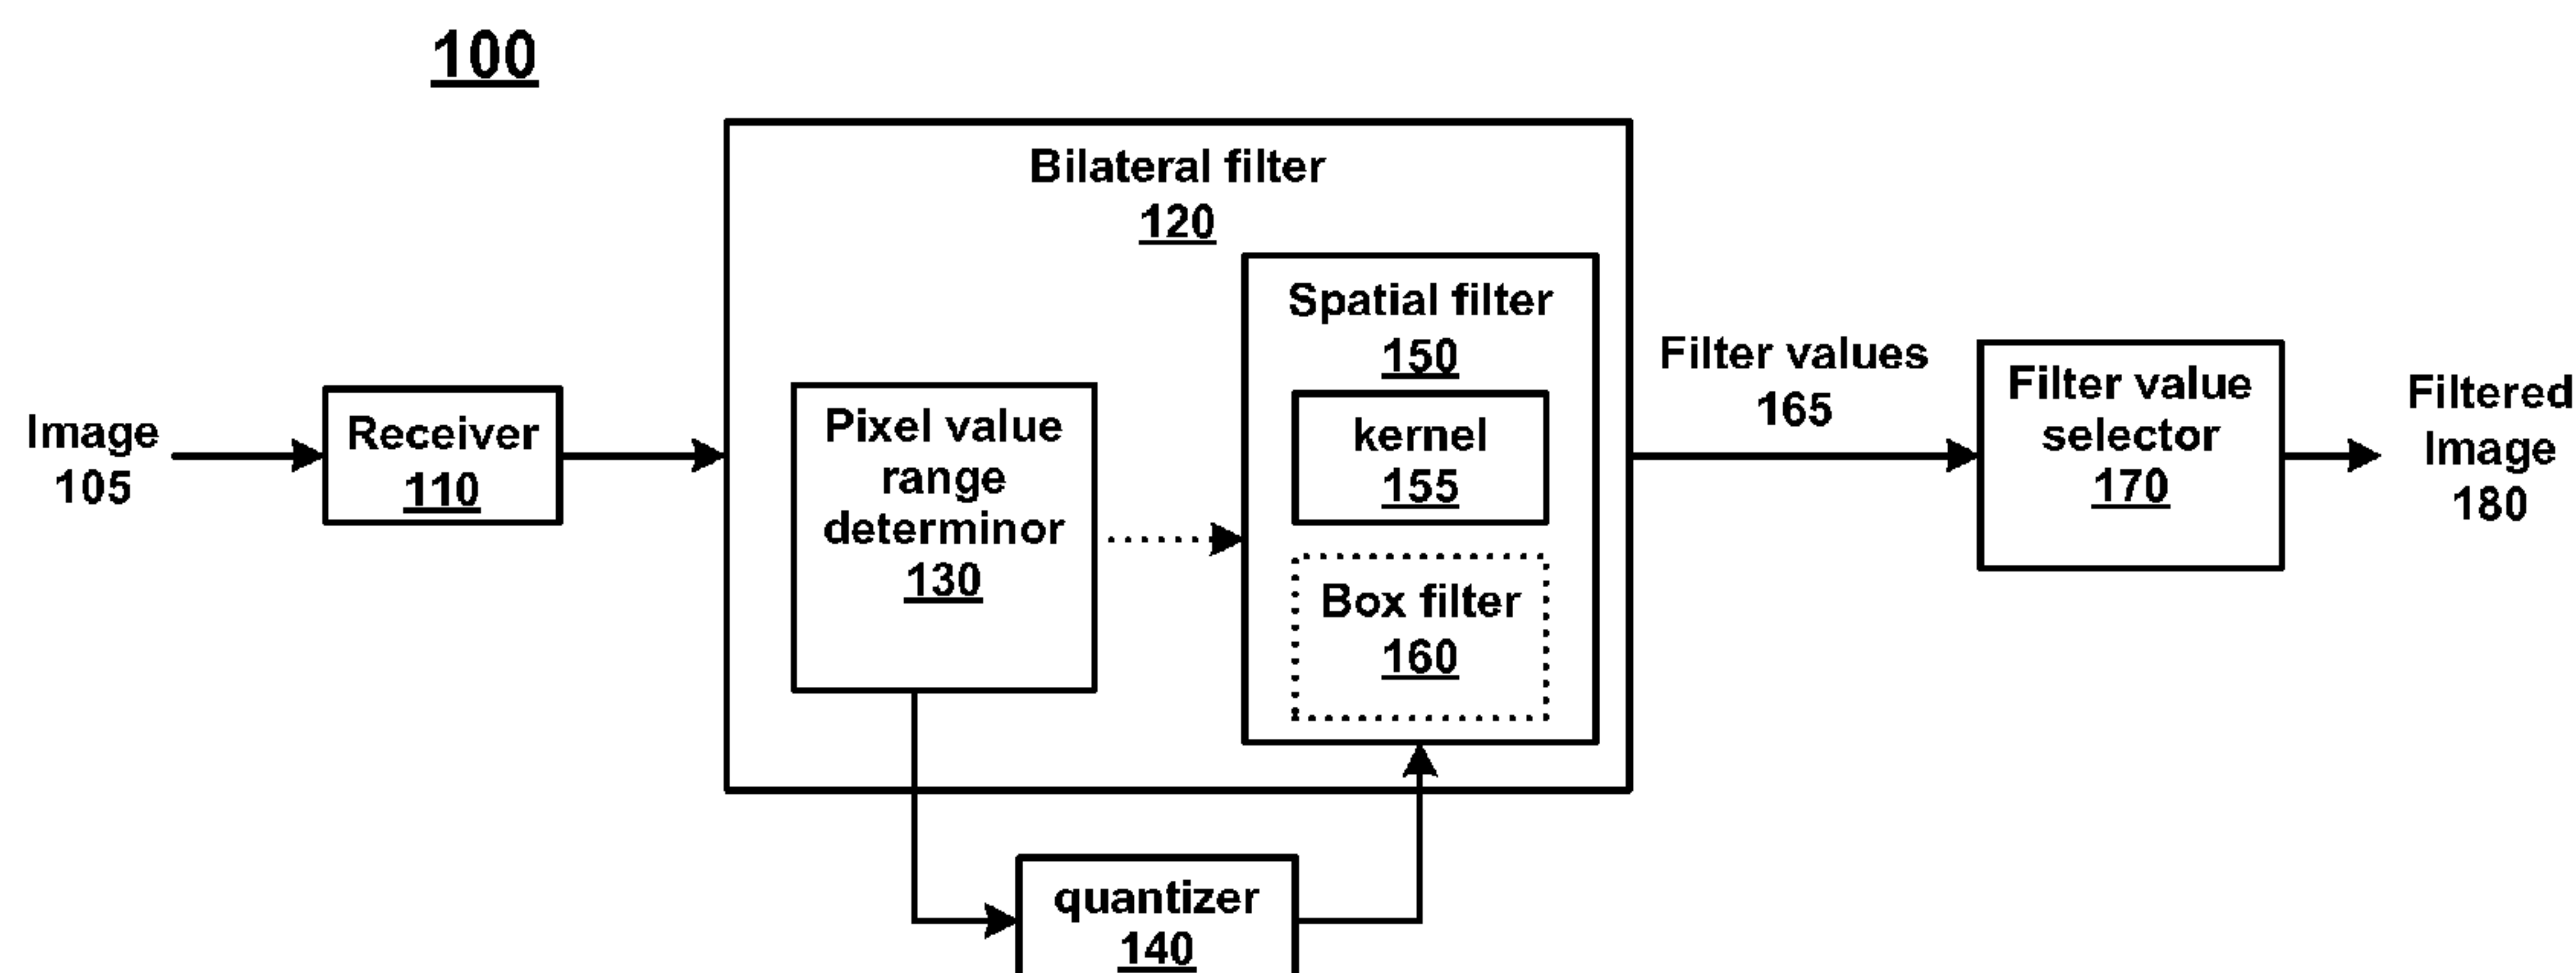 100
Bilateral filter
120
Image
105
Receiver
110
Pixel value
range
determinor
130
Spatial filter
150
kernel
155
Box filter
160
Filter values
165
Filter value
selector
170
Filtered
Image
180
quantizer
140